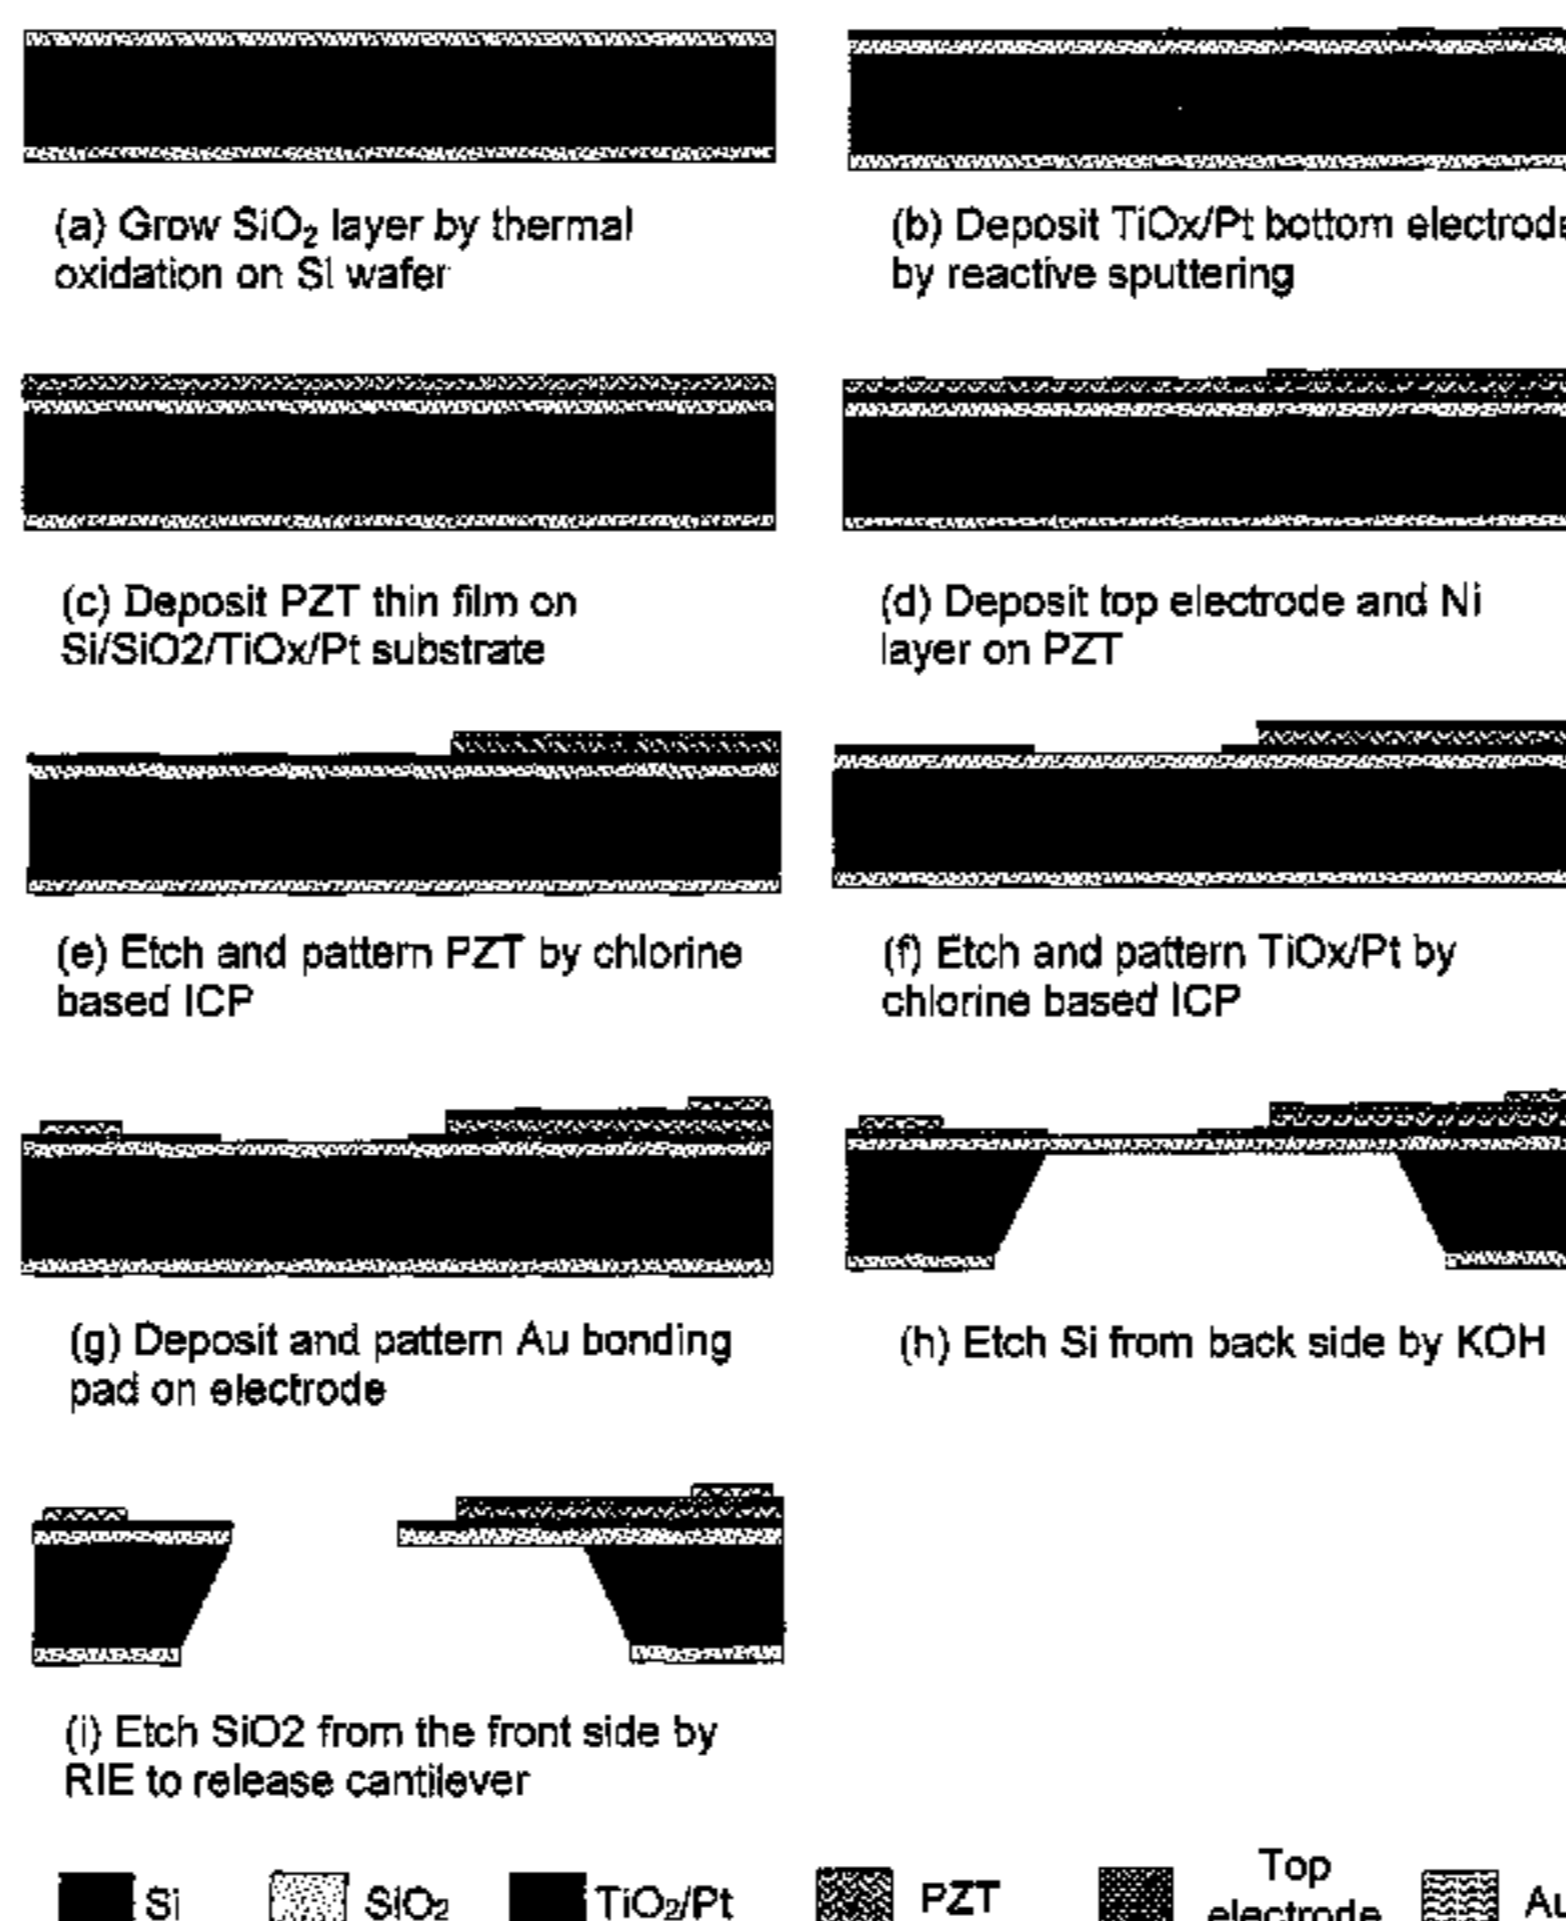 (a) Grow SiO₂ layer by thermal
oxidation on Sl wafer
(b) Deposit TiOx/Pt bottom electrode
by reactive sputtering
(c) Deposit PZT thin film on
Si/SiO2/TiOx/Pt substrate
(d) Deposit top electrode and Ni
layer on PZT
(e) Etch and pattern PZT by chlorine
based ICP
(f) Etch and pattern TiOx/Pt by
chlorine based ICP
(g) Deposit and pattern Au bonding
pad on electrode
(h) Etch Si from back side by KOH
(i) Etch SiO2 from the front side by
RIE to release cantilever
Si
SiO₂
TiO₂/Pt
PZT
Top
electrode
Au